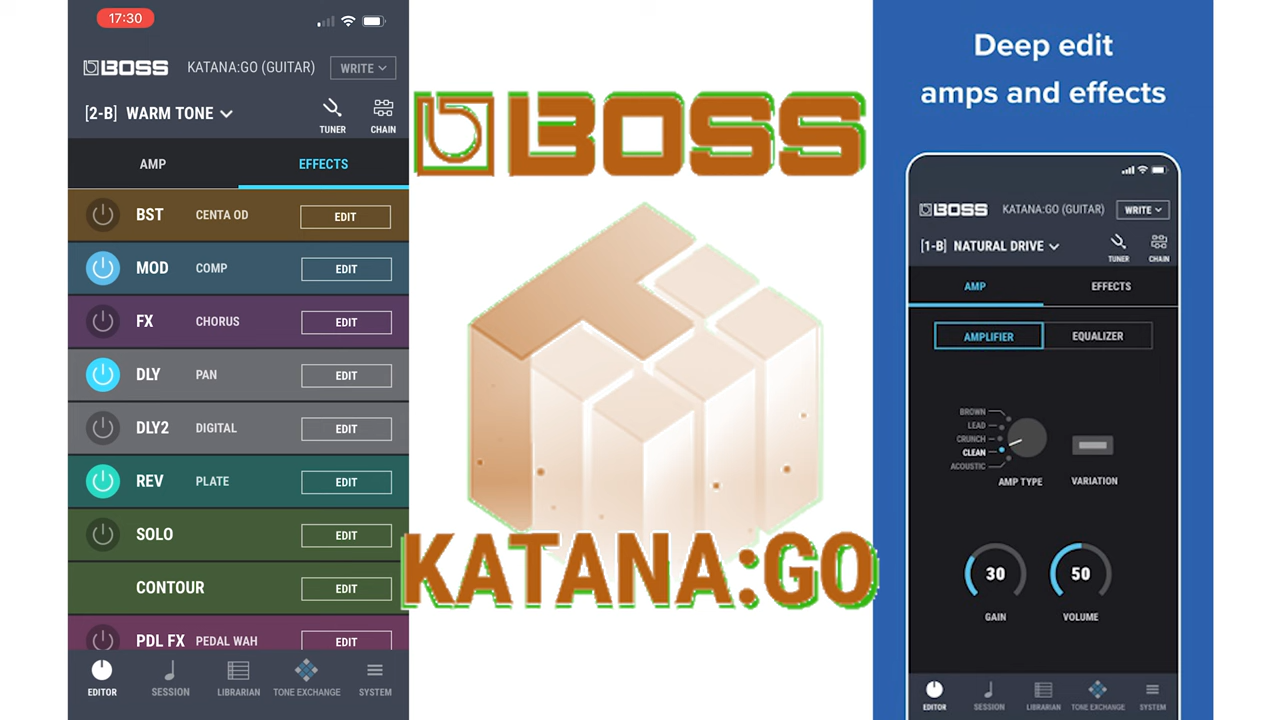 17:30
BOSS KATANA:GO (GUITAR) WRITE
[2-B] WARM TONE
TUNER CHAIN
AMP EFFECTS
BST CENTA OD EDIT
MOD COMP EDIT
FX CHORUS EDIT
DLY PAN EDIT
DLY2 DIGITAL EDIT
REV PLATE EDIT
SOLO EDIT
CONTOUR EDIT
PDL FX PEDAL WAH EDIT
EDITOR SESSION LIBRARIAN TONE EXCHANGE SYSTEM
BOSS
KATANA:GO
Deep edit
amps and effects
BOSS KATANA:GO (GUITAR) WRITE
[1-B] NATURAL DRIVE
TUNER CHAIN
AMP EFFECTS
AMPLIFIER EQUALIZER
BROWN
LEAD
CRUNCH
CLEAN
ACOUSTIC
AMP TYPE VARIATION
30 50
GAIN VOLUME
EDITOR SESSION LIBRARIAN TONE EXCHANGE SYSTEM